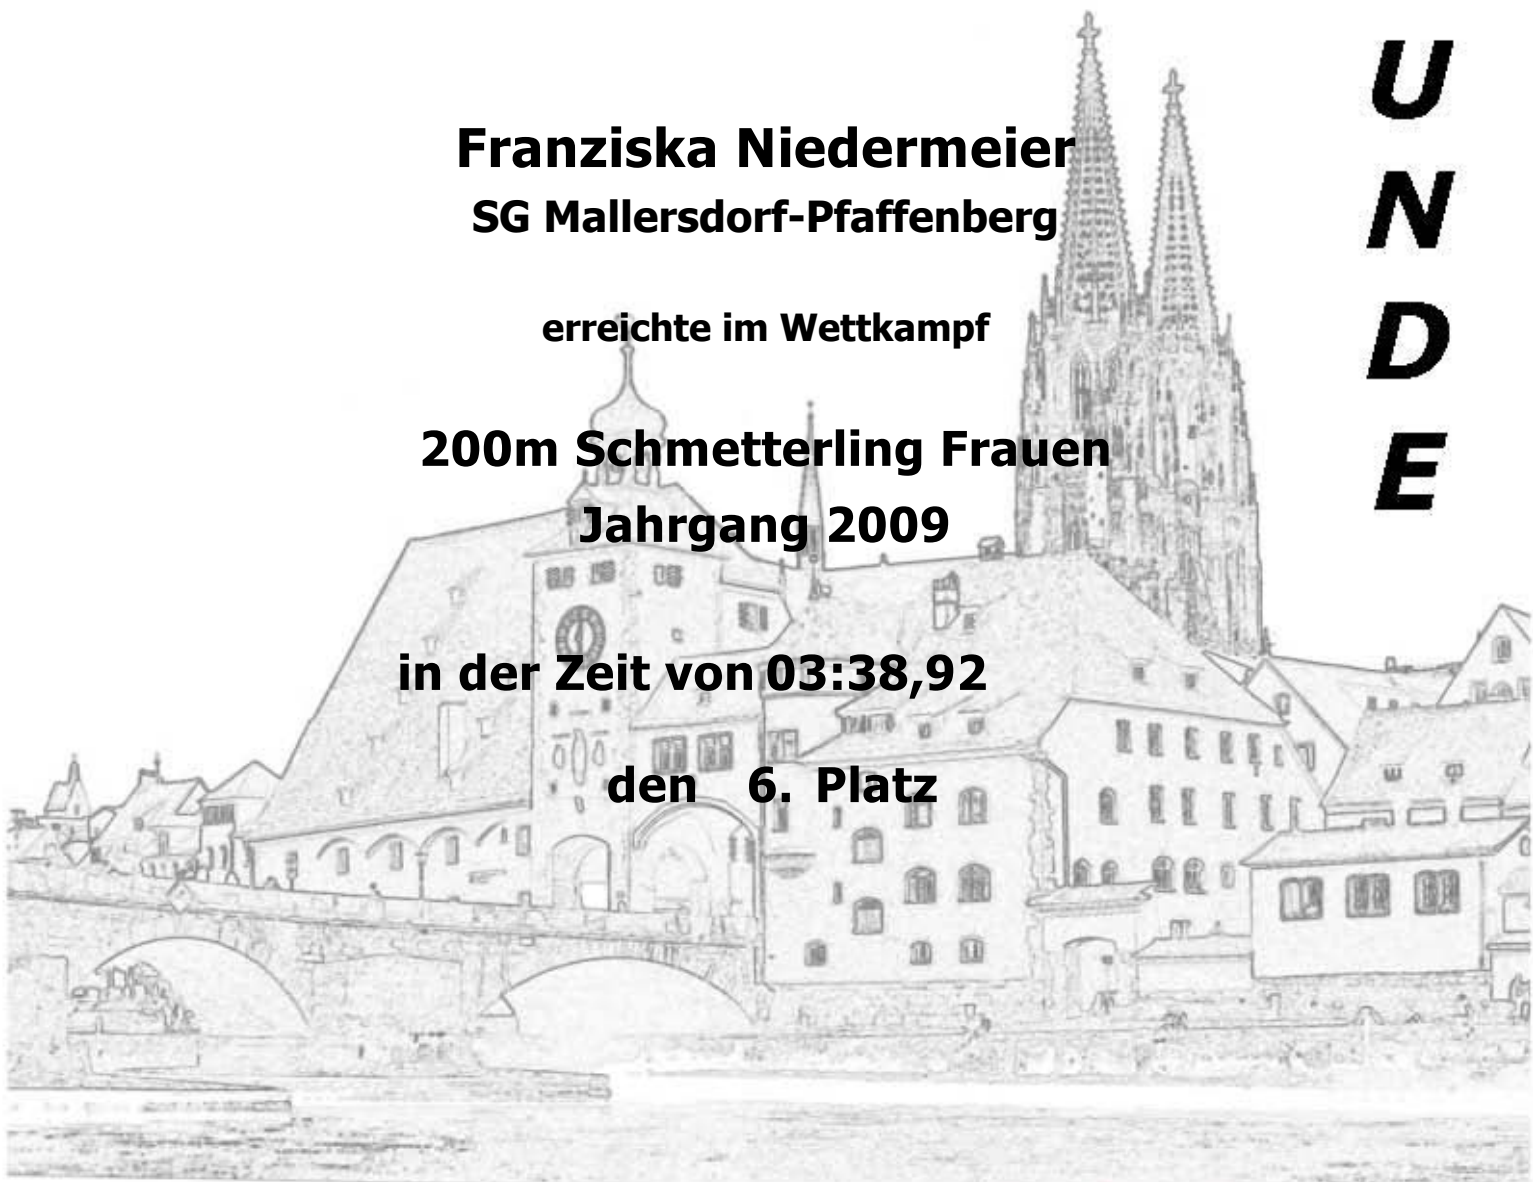 Franziska Niedermeier
SG Mallersdorf-Pfaffenberg
erreichte im Wettkampf
200m Schmetterling Frauen
Jahrgang 2009
in der Zeit von 03:38,92
den 6. Platz
U
N
D
E